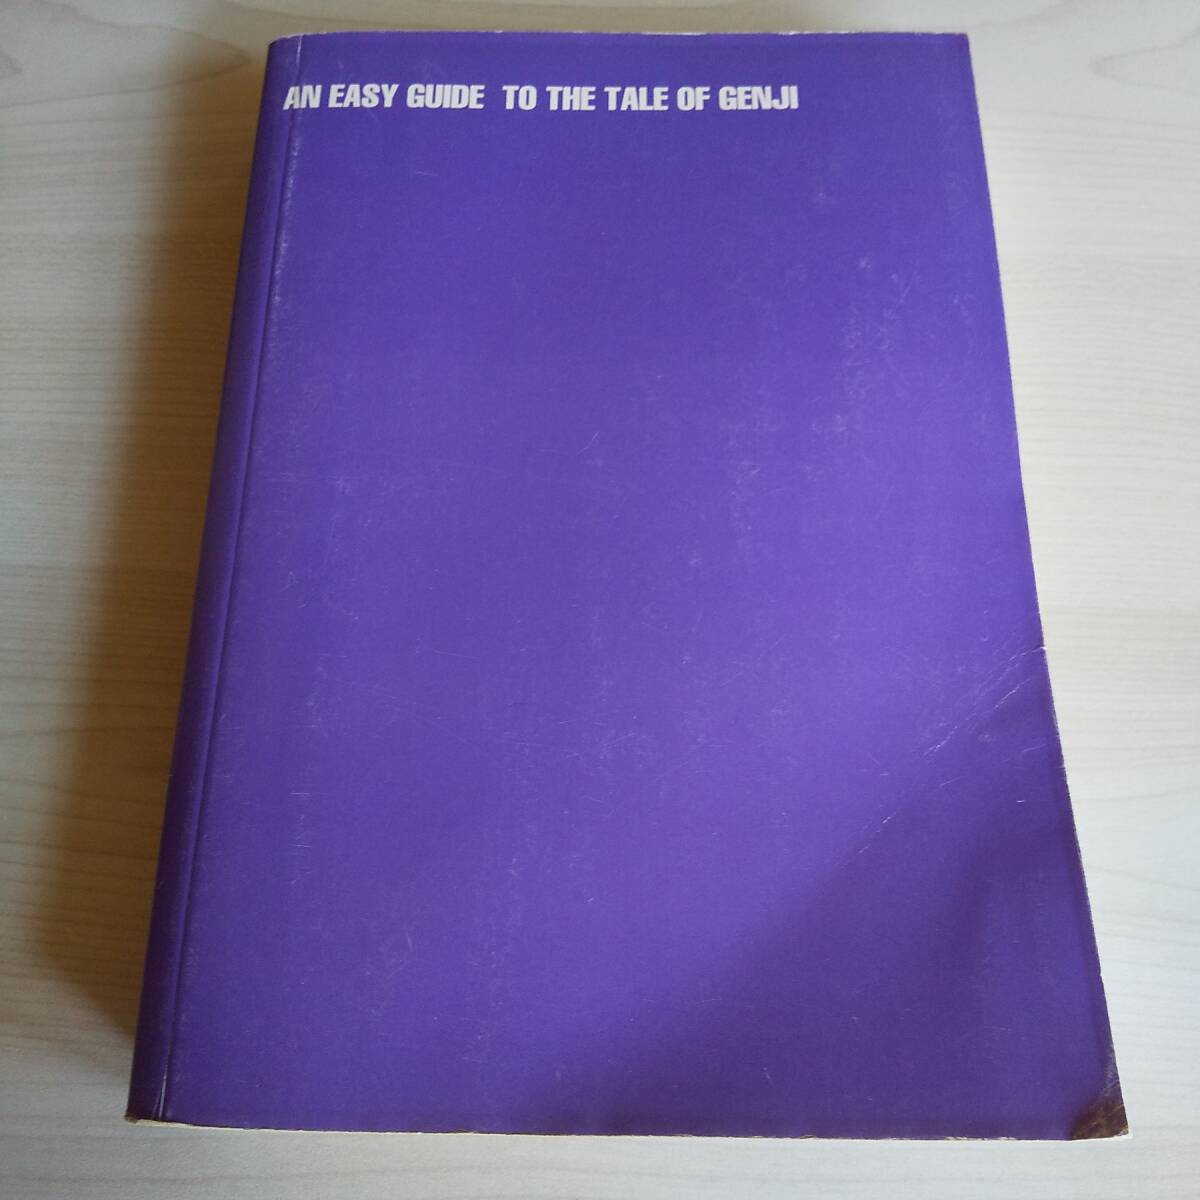 AN EASY GUIDE TO THE TALE OF GENJI